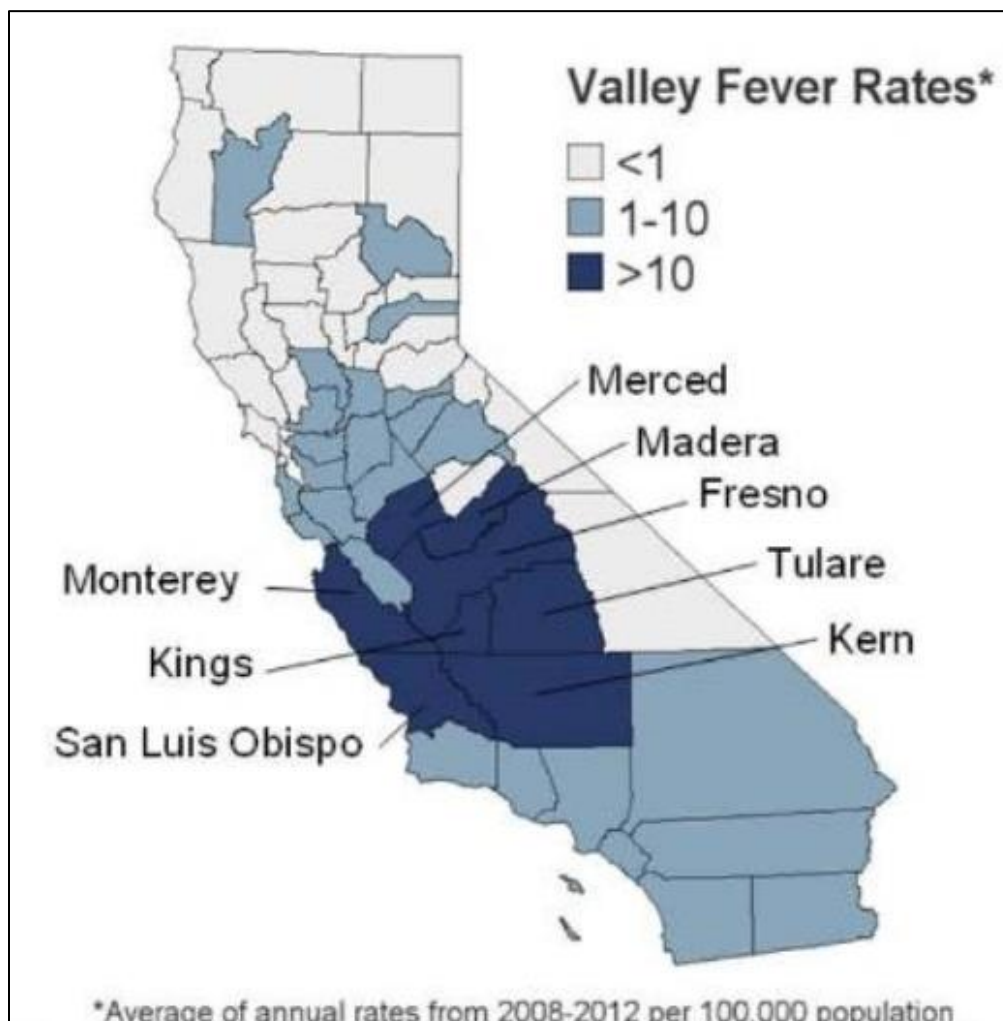 Valley Fever Rates*
<1
1-10
>10
Merced
Madera
Fresno
Tulare
Kern
Monterey
Kings
San Luis Obispo
*Average of annual rates from 2008-2012 per 100,000 population